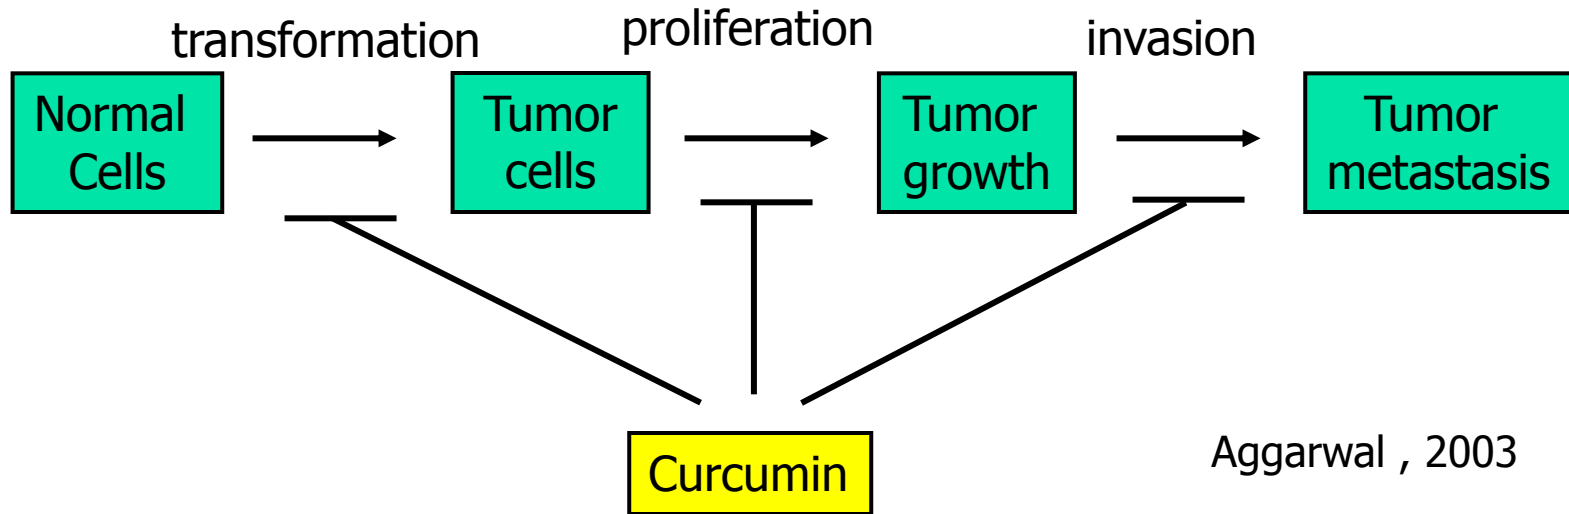 transformation
proliferation
invasion
Normal
Cells
Tumor
cells
Tumor
growth
Tumor
metastasis
Curcumin
Aggarwal , 2003